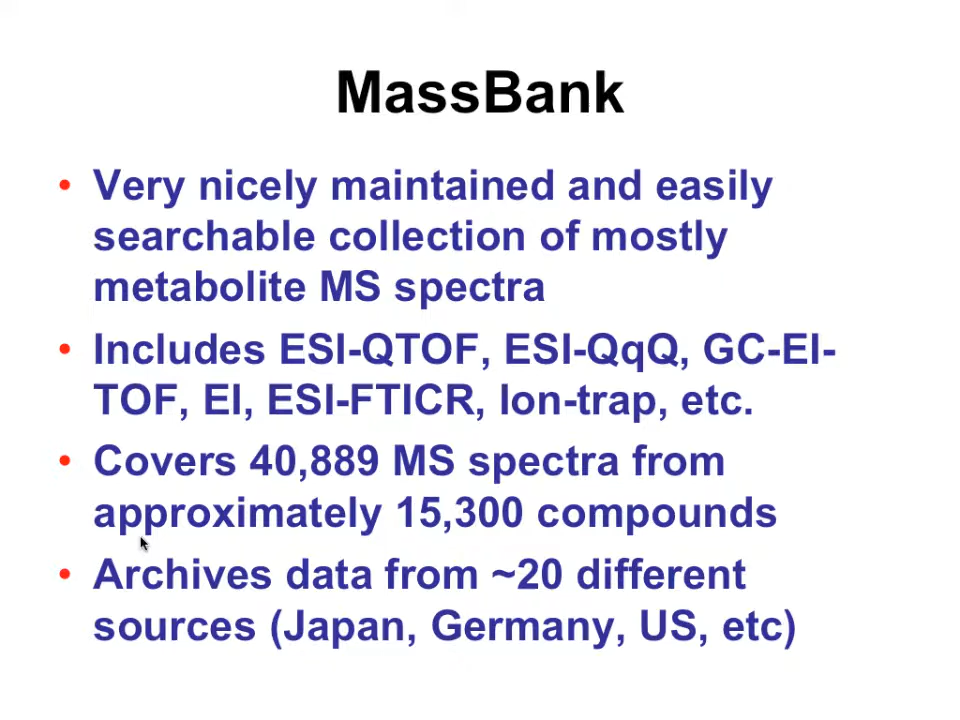 MassBank
• Very nicely maintained and easily
searchable collection of mostly
metabolite MS spectra
• Includes ESI-QTOF, ESI-QqQ, GC-EI-
TOF, EI, ESI-FTICR, Ion-trap, etc.
• Covers 40,889 MS spectra from
approximately 15,300 compounds
• Archives data from ~20 different
sources (Japan, Germany, US, etc)